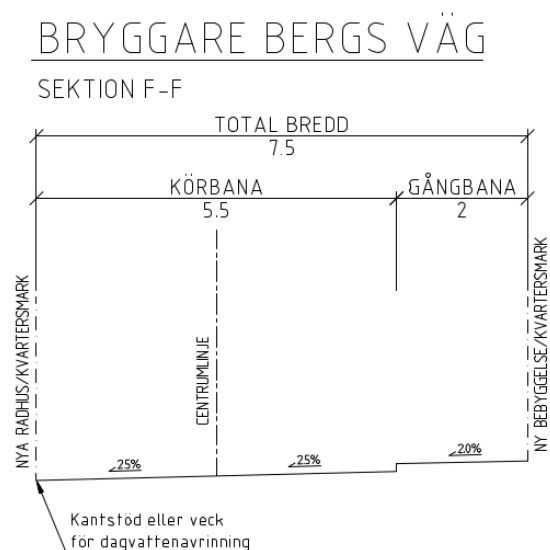 BRYGGARE BERGS VÄG
SEKTION F-F
TOTAL BREDD
7.5
KÖRBANA
5.5
GÅNGBANA
2
NYA RADHUS/KVARTERSMARK
CENTRUMLINJE
NY BEBYGGELSE/KVARTERSMARK
2.5%
2.5%
2.0%
Kantstöd eller veck
för dagvattenavrinning